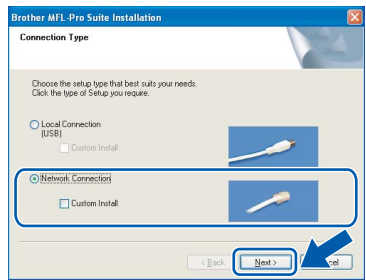 Brother MFL-Pro Suite Installation
Connection Type
Choose the setup type that best suits your needs.
Click the type of Setup you require.
Local Connection
(USB)
Custom Install
Network Connection
Custom Install
< Back
Next >
cel